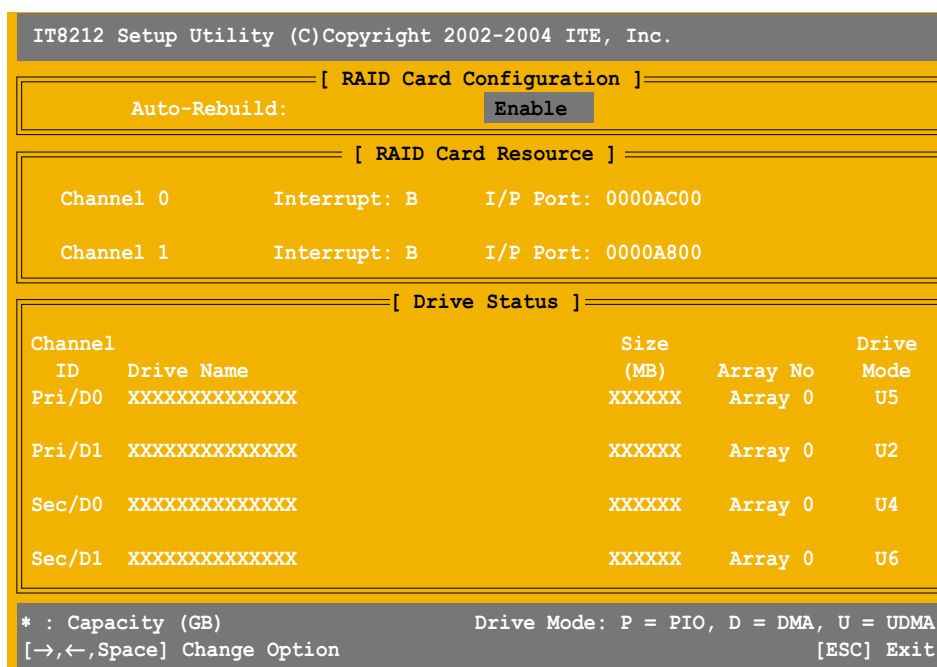 IT8212 Setup Utility (C)Copyright 2002-2004 ITE, Inc.
[ RAID Card Configuration ]
Auto-Rebuild: Enable
[ RAID Card Resource ]
Channel 0 Interrupt: B I/P Port: 0000AC00
Channel 1 Interrupt: B I/P Port: 0000A800
[ Drive Status ]
Channel Size Drive
ID Drive Name (MB) Array No Mode
Pri/D0 XXXXXXXXXXXXXX XXXXXX Array 0 U5
Pri/D1 XXXXXXXXXXXXXX XXXXXX Array 0 U2
Sec/D0 XXXXXXXXXXXXXX XXXXXX Array 0 U4
Sec/D1 XXXXXXXXXXXXXX XXXXXX Array 0 U6
* : Capacity (GB) Drive Mode: P = PIO, D = DMA, U = UDMA
[→,←,Space] Change Option [ESC] Exit